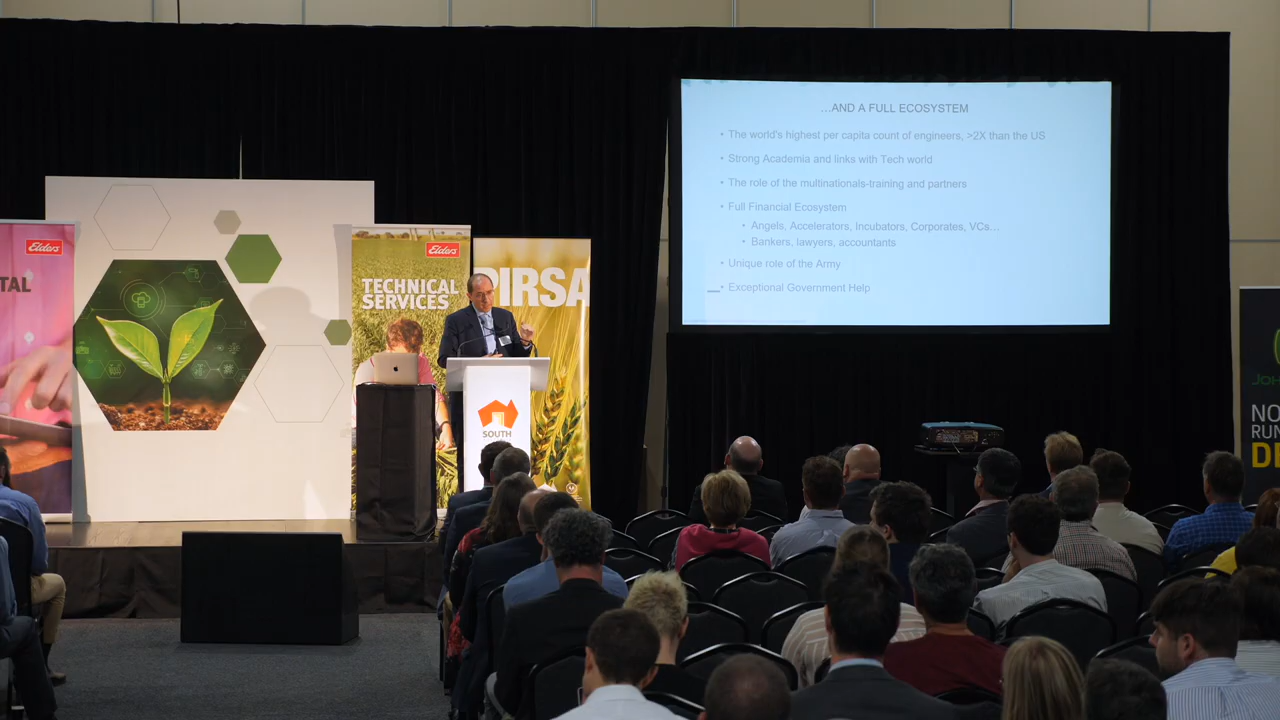 …AND A FULL ECOSYSTEM
• The world's highest per capita count of engineers, >2X than the US
• Strong Academia and links with Tech world
• The role of the multinationals-training and partners
• Full Financial Ecosystem
• Angels, Accelerators, Incubators, Corporates, VCs…
• Bankers, lawyers, accountants
• Unique role of the Army
• Exceptional Government Help
Elders
TAL
Elders
TECHNICAL
SERVICES
PIRSA
SOUTH
JOH
NO
RUN
DE